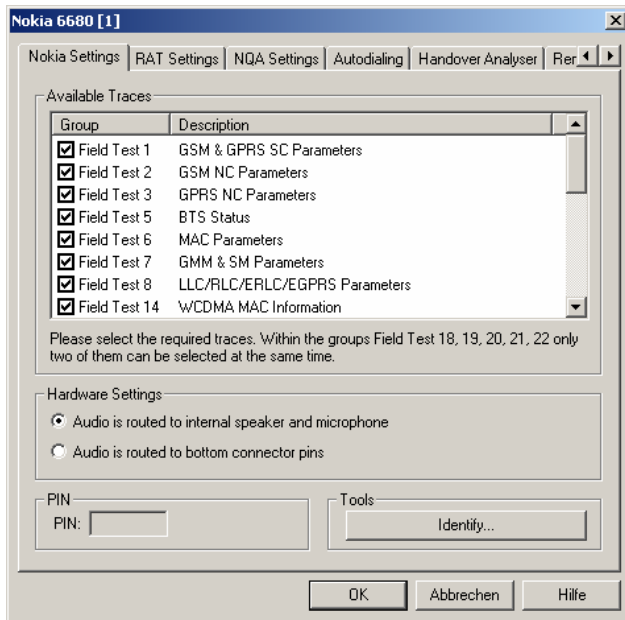 Nokia 6680 [1]
Nokia Settings RAT Settings NQA Settings Autodialing Handover Analyser
Available Traces
Group Description
Field Test 1 GSM & GPRS SC Parameters
Field Test 2 GSM NC Parameters
Field Test 3 GPRS NC Parameters
Field Test 5 BTS Status
Field Test 6 MAC Parameters
Field Test 7 GMM & SM Parameters
Field Test 8 LLC/RLC/ERLC/EGPRS Parameters
Field Test 14 WCDMA MAC Information
Please select the required traces. Within the groups Field Test 18, 19, 20, 21, 22 only
two of them can be selected at the same time.
Hardware Settings
Audio is routed to internal speaker and microphone
Audio is routed to bottom connector pins
PIN
PIN:
Tools
Identify...
OK Abbrechen Hilfe